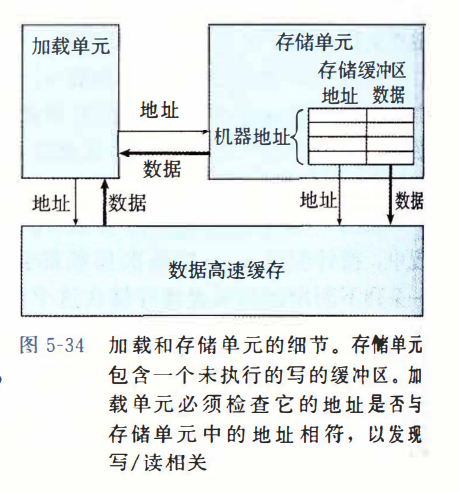 加载单元
存储单元
存储缓冲区
地址 数据
机器地址
地址
数据
地址
数据
地址
数据
数据高速缓存
图 5-34 加载和存储单元的细节。存储单元
包含一个未执行的写的缓冲区。加
载单元必须检查它的地址是否与
存储单元中的地址相符，以发现
写/读相关